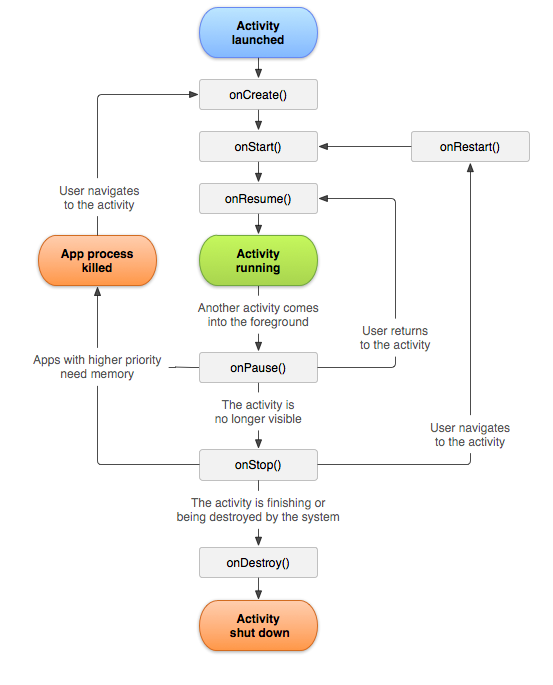 Activity
launched
onCreate()
onStart()
onRestart()
User navigates
to the activity
onResume()
App process
killed
Activity
running
Another activity comes
into the foreground
User returns
to the activity
Apps with higher priority
need memory
onPause()
The activity is
no longer visible
User navigates
to the activity
onStop()
The activity is finishing or
being destroyed by the system
onDestroy()
Activity
shut down